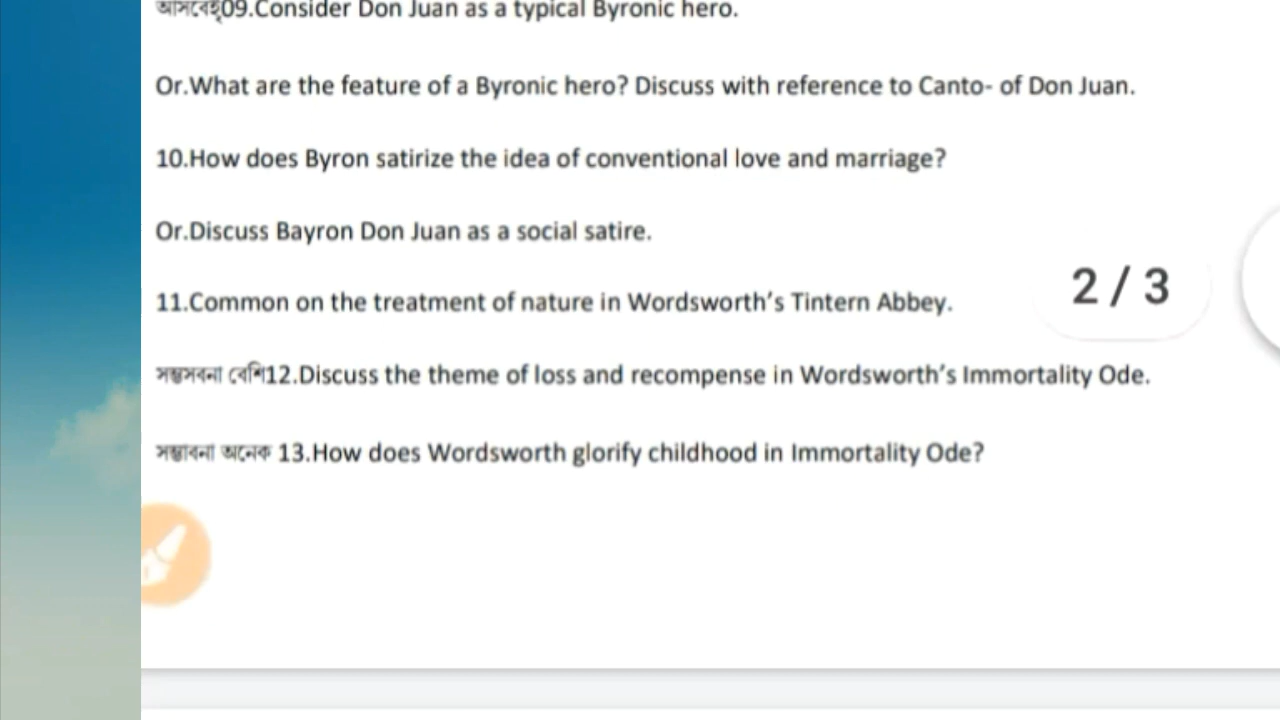 আসবেই09.Consider Don Juan as a typical Byronic hero.
Or.What are the feature of a Byronic hero? Discuss with reference to Canto- of Don Juan.
10.How does Byron satirize the idea of conventional love and marriage?
Or.Discuss Bayron Don Juan as a social satire.
2 / 3
11.Common on the treatment of nature in Wordsworth’s Tintern Abbey.
12.Discuss the theme of loss and recompense in Wordsworth’s Immortality Ode.
সম্ভাবনা অনেক 13.How does Wordsworth glorify childhood in Immortality Ode?